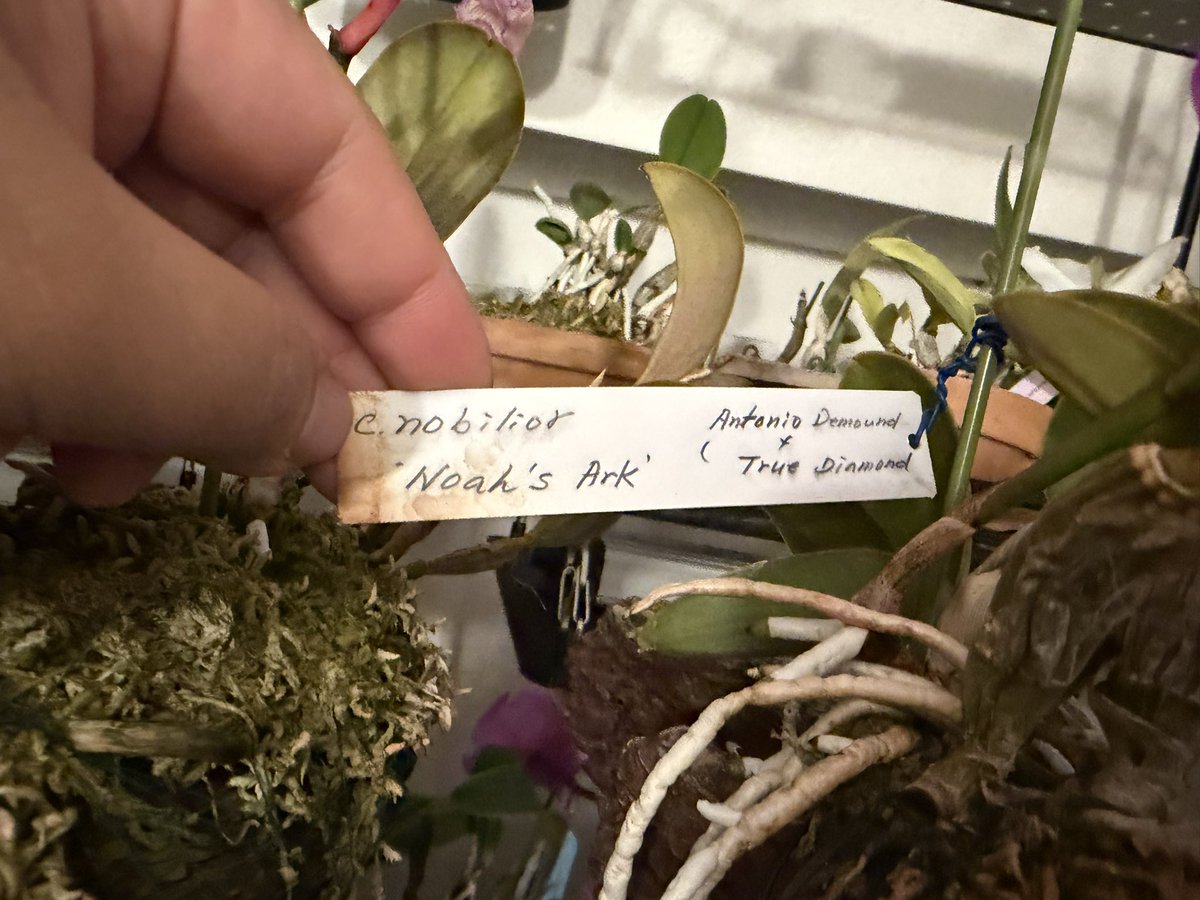 c. nobilior
'Noah's Ark'
Antonio Demound
( x
True Diamond